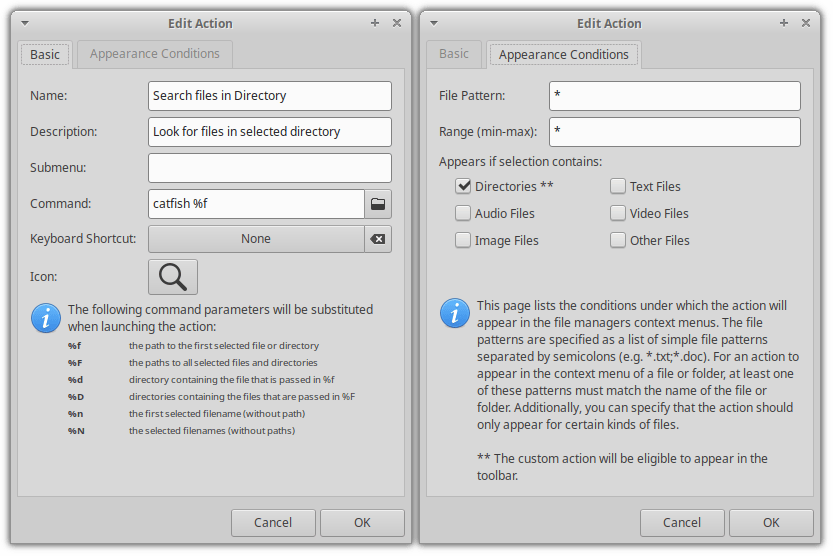 Edit Action
Basic
Appearance Conditions
Name:
Search files in Directory
Description:
Look for files in selected directory
Submenu:
Command:
catfish %f
Keyboard Shortcut:
None
Icon:
The following command parameters will be substituted
when launching the action:
%f the path to the first selected file or directory
%F the paths to all selected files and directories
%d directory containing the file that is passed in %f
%D directories containing the files that are passed in %F
%n the first selected filename (without path)
%N the selected filenames (without paths)
Cancel
OK
Edit Action
Basic
Appearance Conditions
File Pattern:
*
Range (min-max):
*
Appears if selection contains:
Directories **
Text Files
Audio Files
Video Files
Image Files
Other Files
This page lists the conditions under which the action will
appear in the file managers context menus. The file
patterns are specified as a list of simple file patterns
separated by semicolons (e.g. *.txt;*.doc). For an action to
appear in the context menu of a file or folder, at least one
of these patterns must match the name of the file or
folder. Additionally, you can specify that the action should
only appear for certain kinds of files.
** The custom action will be eligible to appear in the
toolbar.
Cancel
OK